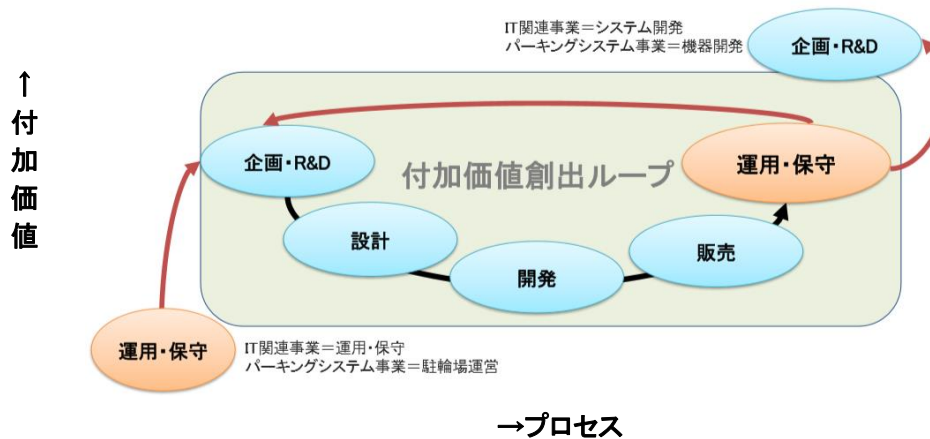 IT関連事業＝システム開発
パーキングシステム事業＝機器開発
企画・R&D
↑付加価値
企画・R&D
付加価値創出ループ
運用・保守
設計
販売
開発
運用・保守
IT関連事業＝運用・保守
パーキングシステム事業＝駐輪場運営
→プロセス